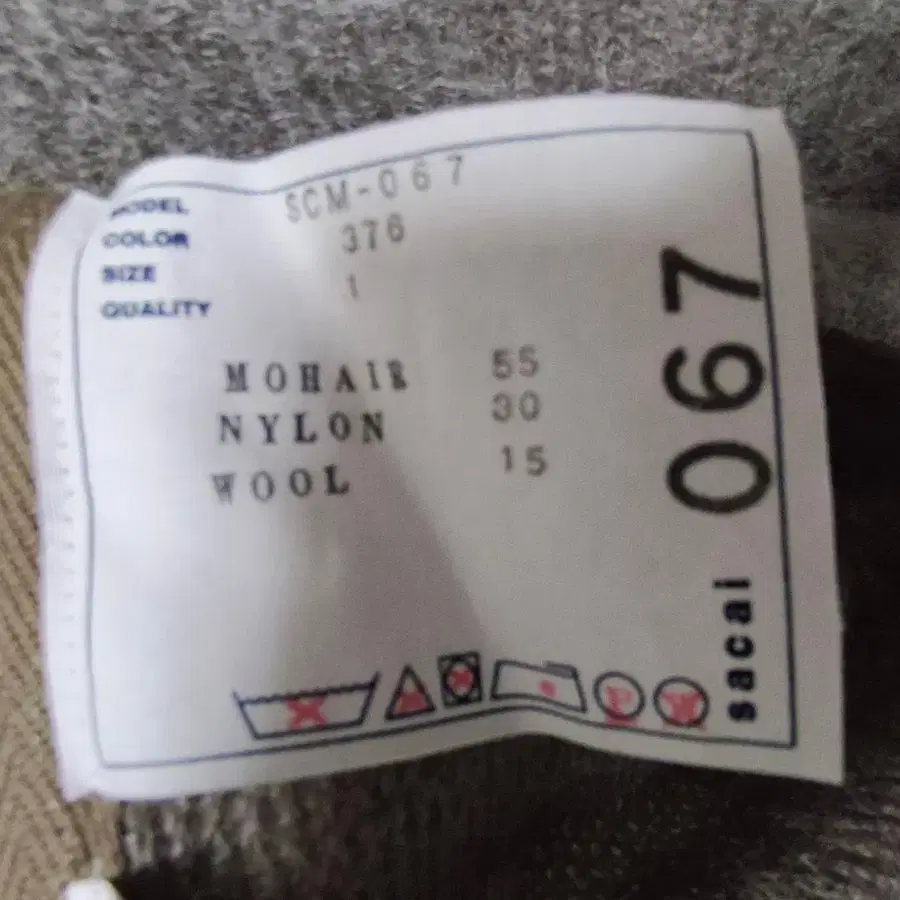 MODEL SCM-067
COLOR 376
SIZE 1
QUALITY
MOHAIR 55
NYLON 30
WOOL 15
067
sacai
P